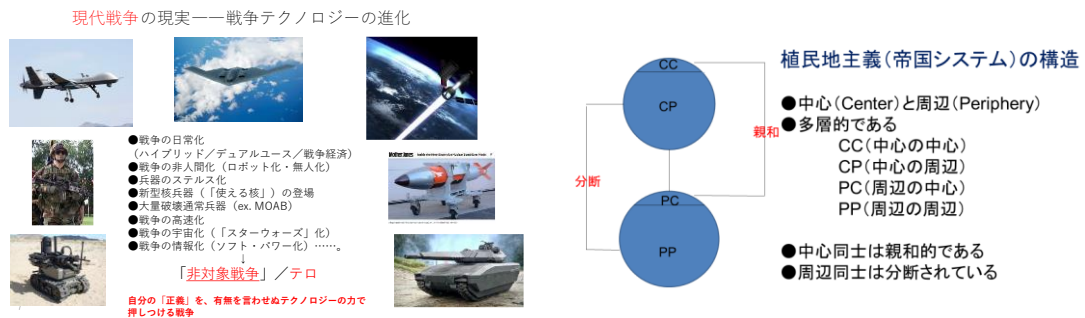 現代戦争の現実ーー戦争テクノロジーの進化
●戦争の日常化
（ハイブリッド／デュアルユース／戦争経済）
●戦争の非人間化（ロボット化・無人化）
●兵器のステルス化
●新型核兵器（「使える核」）の登場
●大量破壊通常兵器（ex. MOAB）
●戦争の高速化
●戦争の宇宙化（「スターウォーズ」化）
●戦争の情報化（ソフト・パワー化）……。
↓
「非対象戦争」／テロ
自分の「正義」を、有無を言わせぬテクノロジーの力で
押しつける戦争
Mother Jones
CC
CP
親和
分断
PC
PP
植民地主義（帝国システム）の構造
●中心（Center）と周辺（Periphery）
●多層的である
CC（中心の中心）
CP（中心の周辺）
PC（周辺の中心）
PP（周辺の周辺）
●中心同士は親和的である
●周辺同士は分断されている